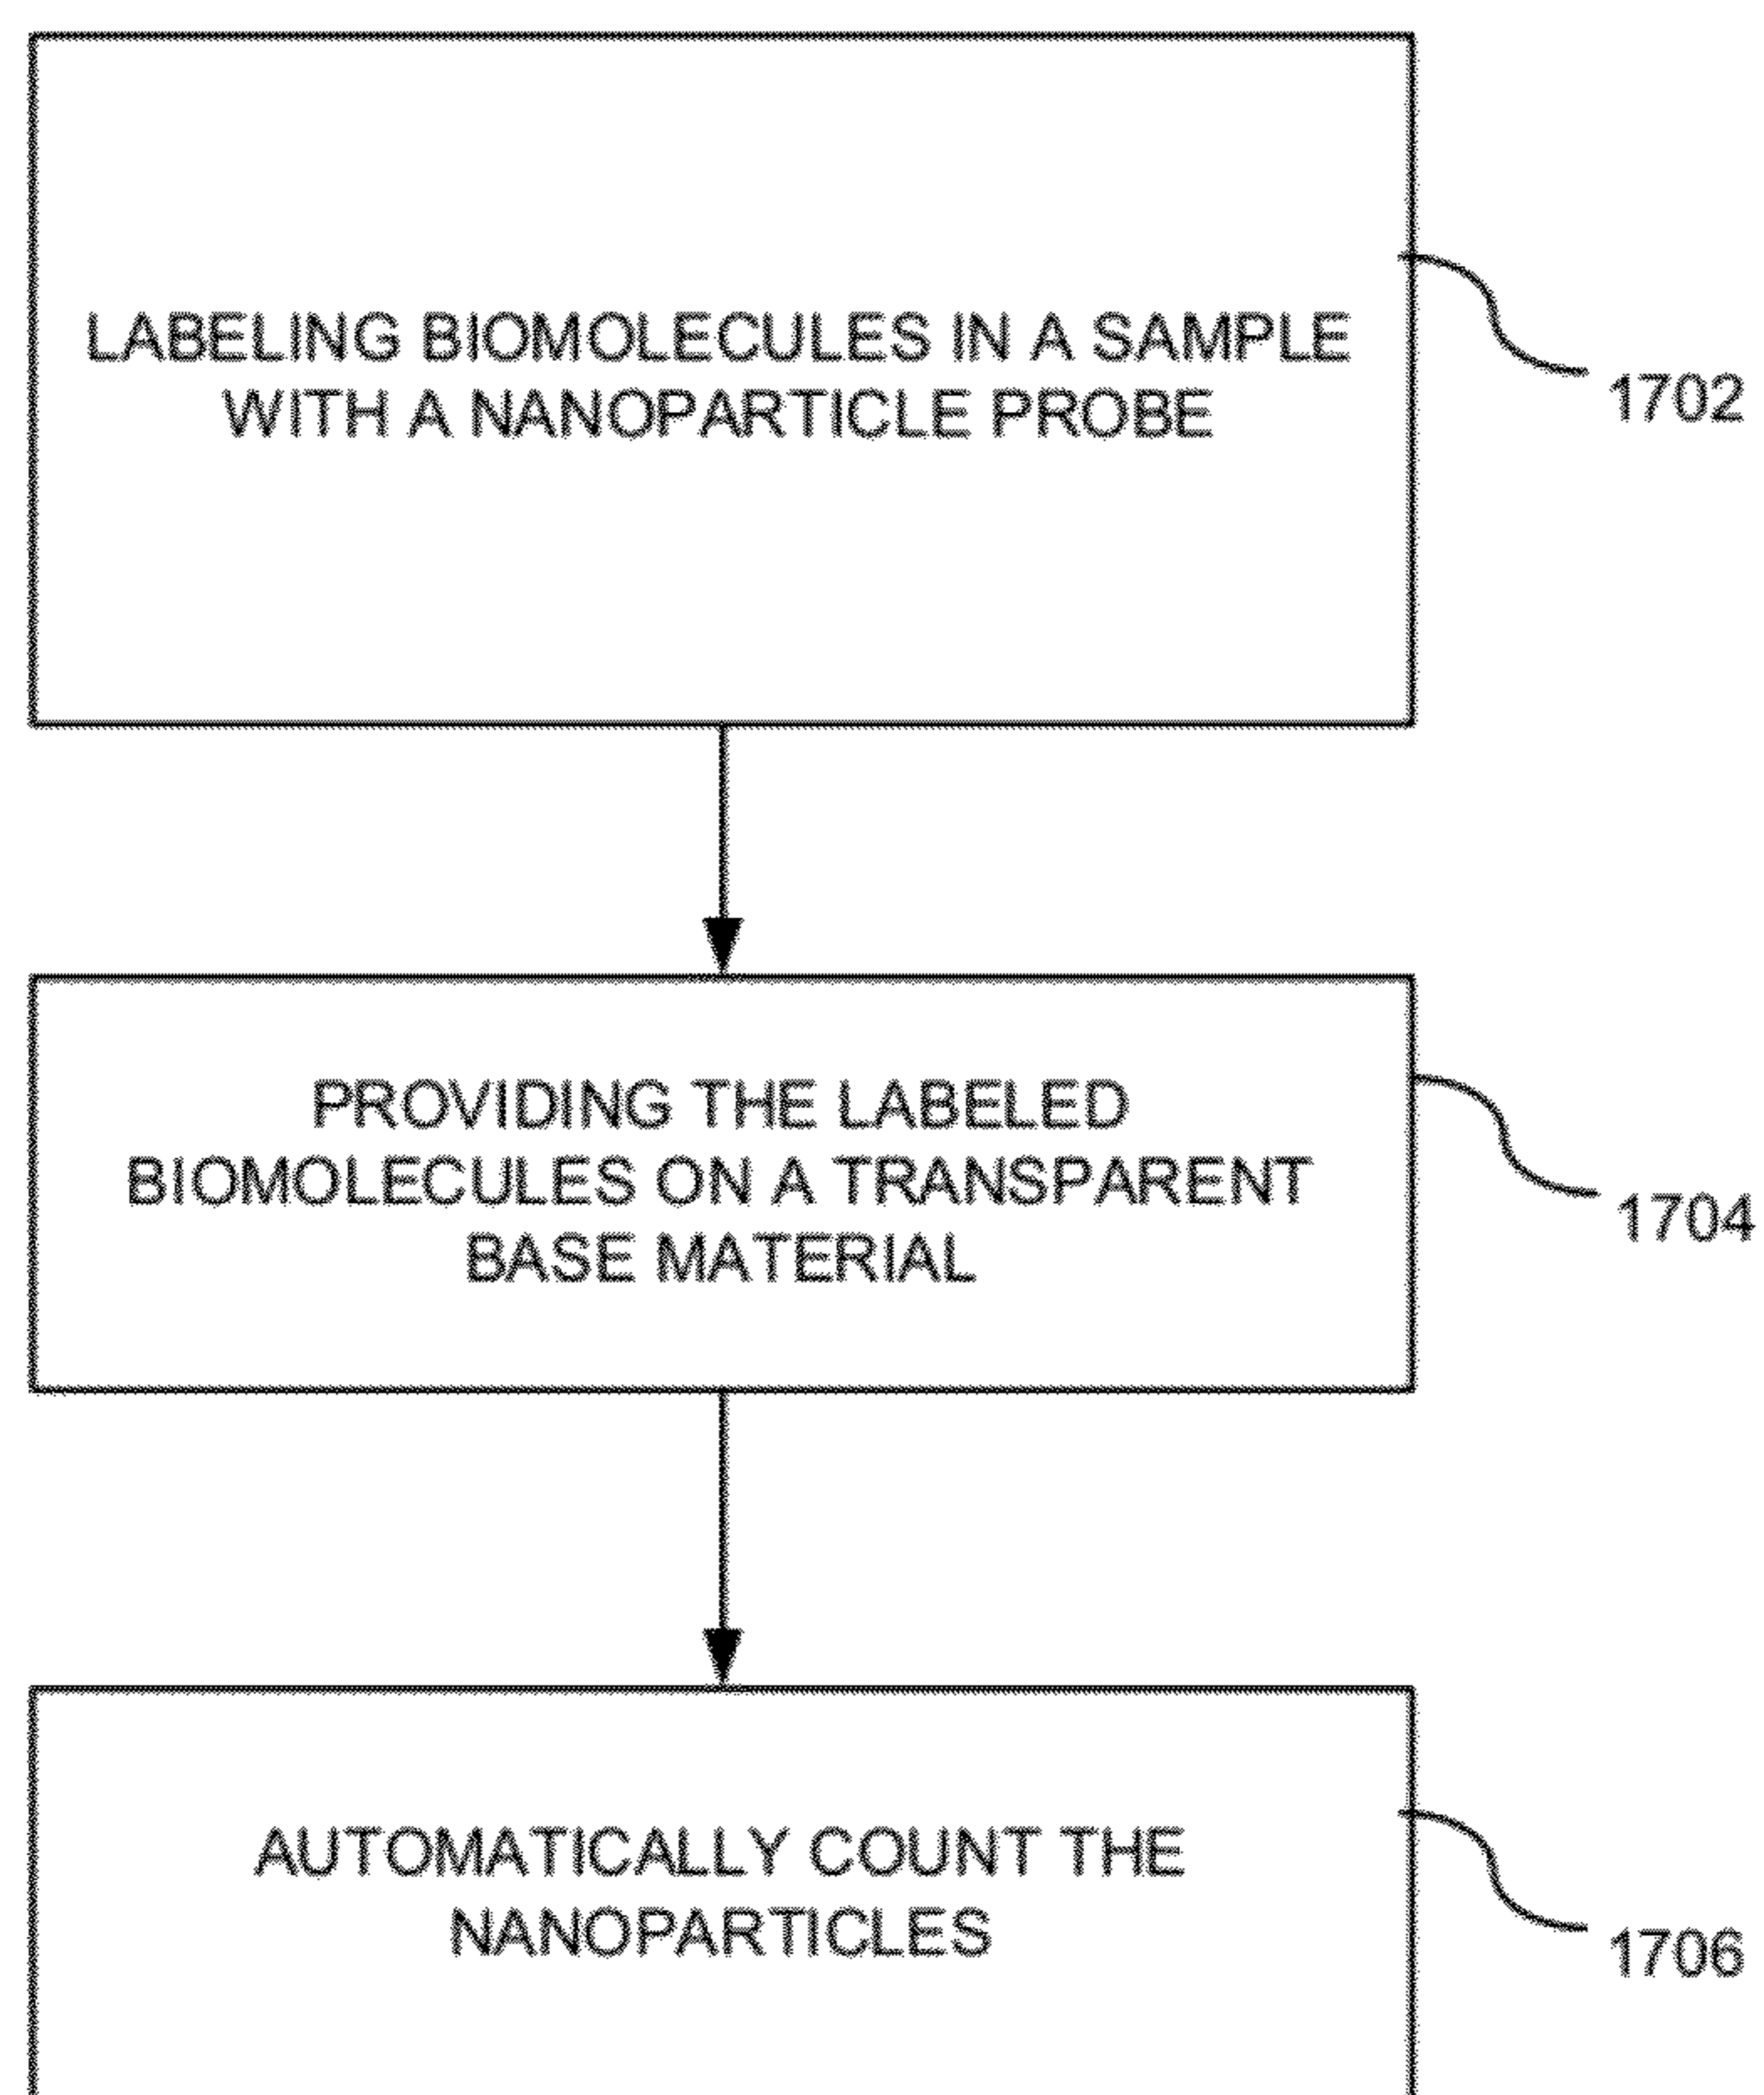 LABELING BIOMOLECULES IN A SAMPLE
WITH A NANOPARTICLE PROBE
1702
PROVIDING THE LABELED
BIOMOLECULES ON A TRANSPARENT
BASE MATERIAL
1704
AUTOMATICALLY COUNT THE
NANOPARTICLES
1706